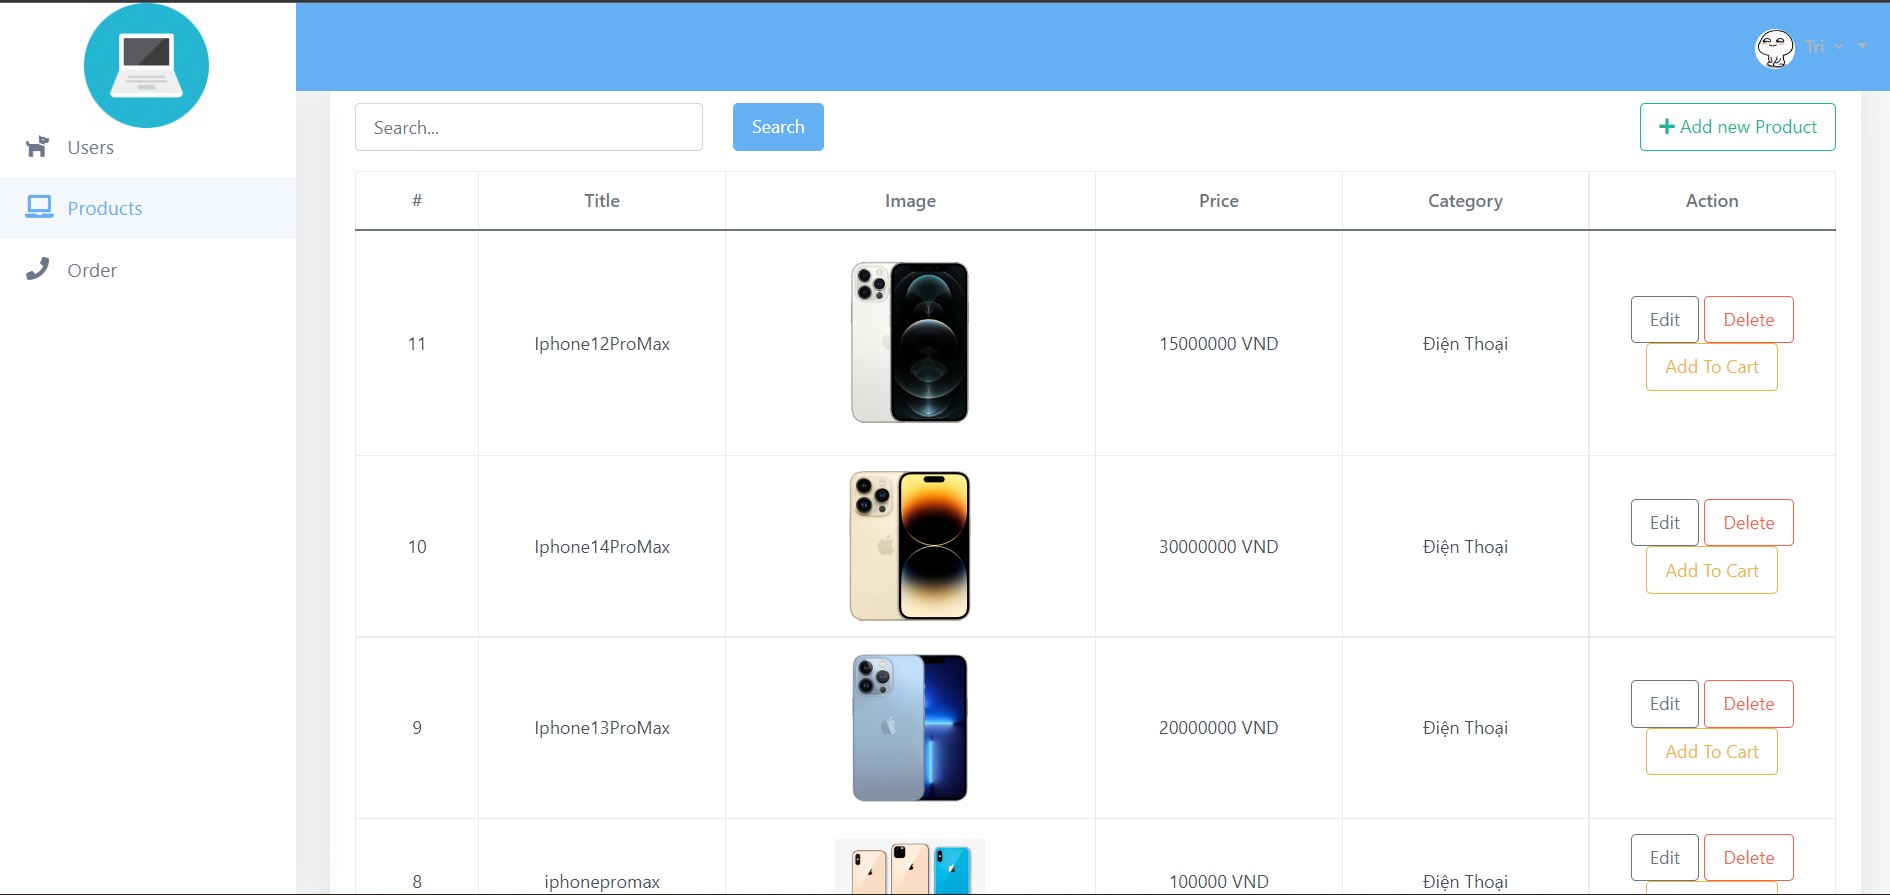 Tri
Users
Products
Order
Search...
Search
Add new Product
# Title Image Price Category Action
11 Iphone12ProMax 15000000 VND Điện Thoại Edit Delete
Add To Cart
10 Iphone14ProMax 30000000 VND Điện Thoại Edit Delete
Add To Cart
9 Iphone13ProMax 20000000 VND Điện Thoại Edit Delete
Add To Cart
8 iphonepromax 100000 VND Điện Thoại Edit Delete